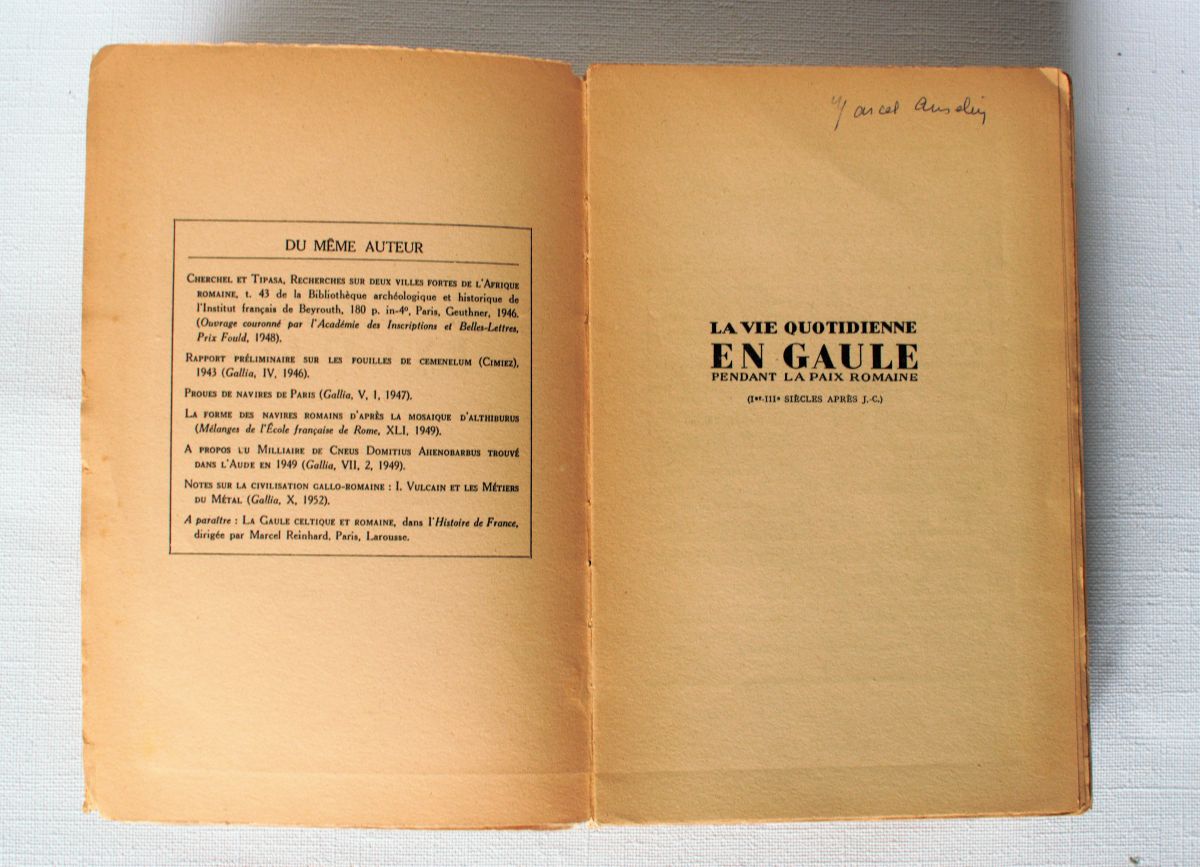 DU MÊME AUTEUR
CHERCHEL ET TIPASA, RECHERCHES SUR DEUX VILLES FORTES DE L'AFRIQUE
ROMAINE, t. 43 de la Bibliothèque archéologique et historique de
l'Institut français de Beyrouth, 180 p. in-4º, Paris, Geuthner, 1946.
(Ouvrage couronné par l'Académie des Inscriptions et Belles-Lettres,
Prix Fould, 1948).
RAPPORT PRÉLIMINAIRE SUR LES FOUILLES DE CEMENELUM (CIMIEZ),
1943 (Gallia, IV, 1946).
PROUES DE NAVIRES DE PARIS (Gallia, V, 1, 1947).
LA FORME DES NAVIRES ROMAINS D'APRÈS LA MOSAIQUE D'ALTHIBURUS
(Mélanges de l'École française de Rome, XLI, 1949).
A PROPOS DU MILLIAIRE DE CNEUS DOMITIUS AHENOBARBUS TROUVÉ
DANS L'AUDE EN 1949 (Gallia, VII, 2, 1949).
NOTES SUR LA CIVILISATION GALLO-ROMAINE : I. VULCAIN ET LES MÉTIERS
DU MÉTAL (Gallia, X, 1952).
A paraître : LA GAULE CELTIQUE ET ROMAINE, dans l'Histoire de France,
dirigée par Marcel Reinhard, Paris, Larousse.
Marcel
LA VIE QUOTIDIENNE
EN GAULE
PENDANT LA PAIX ROMAINE
(Ier-IIIe SIÈCLES APRÈS J.-C.)